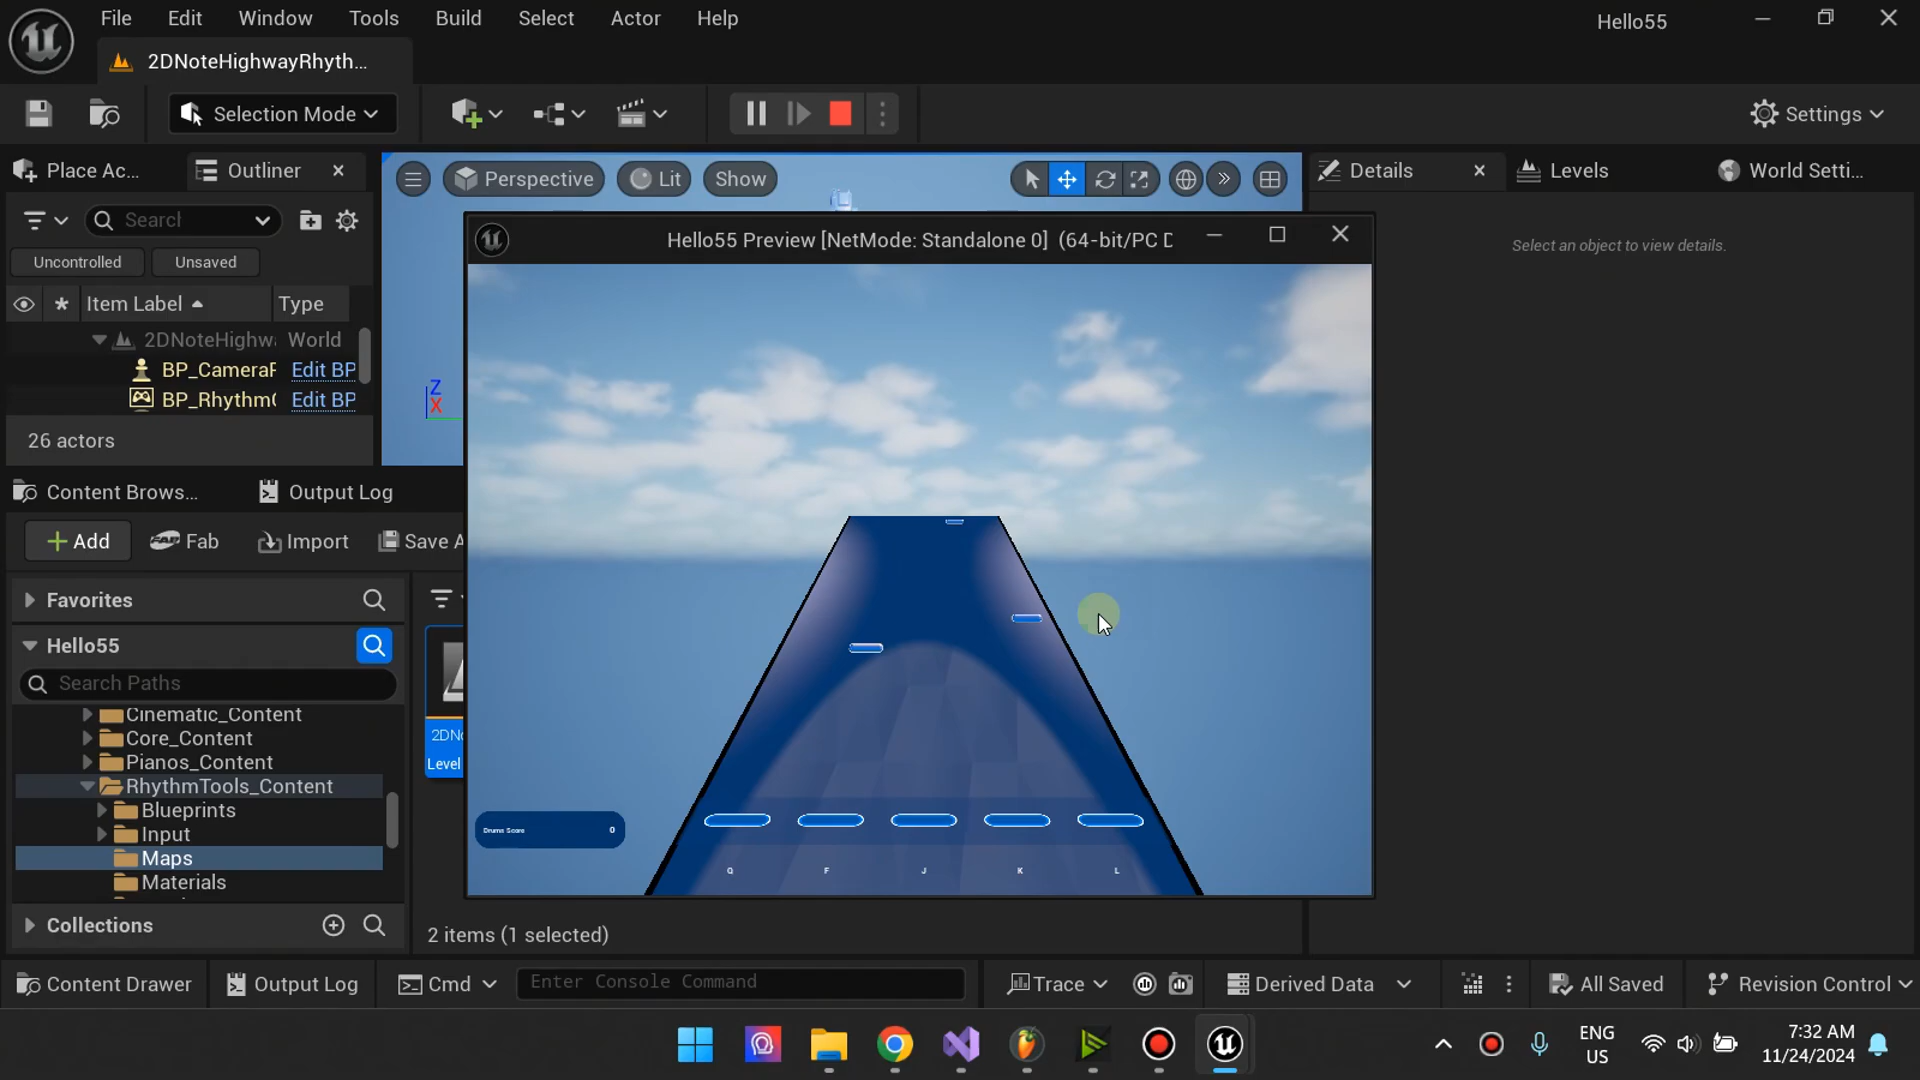 File Edit Window Tools Build Select Actor Help
Hello55
2DNoteHighwayRhyth...
Selection Mode
Settings
Place Ac...
Outliner
Perspective
Lit
Show
Details
Levels
World Setti...
Searcl
Uncontrolled
Unsaved
Item Label
Type
2DNoteHighwa
World
BP_CameraF
Edit BP
BP_RhythmC
Edit BP
26 actors
Z
X
Hello55 Preview [NetMode: Standalone 0] (64-bit/PC D
Select an object to view details.
Content Brows...
Output Log
Add
Fab
Import
Save A
Favorites
Hello55
Search Paths
Cinematic_Content
Core_Content
Pianos_Content
RhythmTools_Content
Blueprints
Input
Maps
Materials
Collections
2DNo
Level
Drums Score 0
Q F J K L
2 items (1 selected)
Content Drawer
Output Log
Cmd
Enter Console Command
Trace
Derived Data
All Saved
Revision Control
ENG
US
7:32 AM
11/24/2024